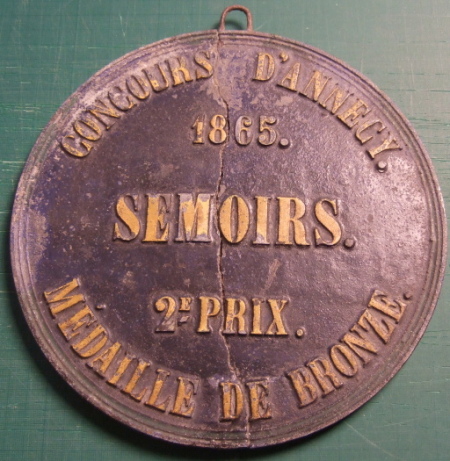 CONCOURS D'ANNECY.
1865.
SEMOIRS.
2E PRIX.
MÉDAILLE DE BRONZE.